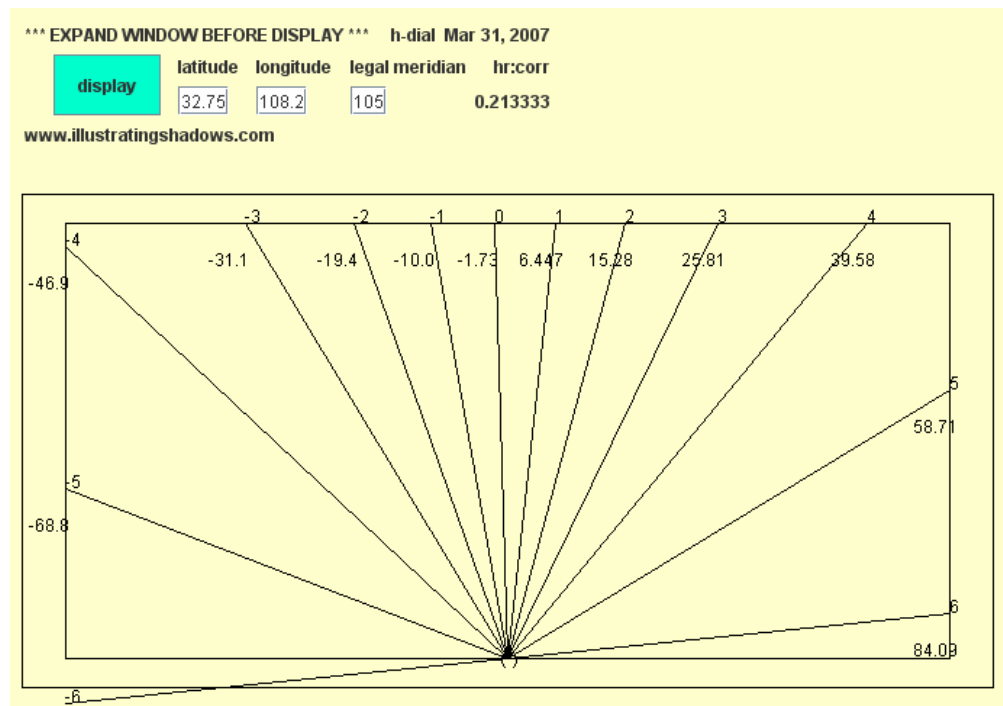 *** EXPAND WINDOW BEFORE DISPLAY *** h-dial Mar 31, 2007
display
latitude longitude legal meridian hr:corr
32.75 108.2 105 0.213333
www.illustratingshadows.com
-3 -2 -1 0 1 2 3 4
-4
-31.1 -19.4 -10.0 -1.73 6.447 15.28 25.81 39.58
-46.9
5
58.71
-5
-68.8
6
84.09
-6